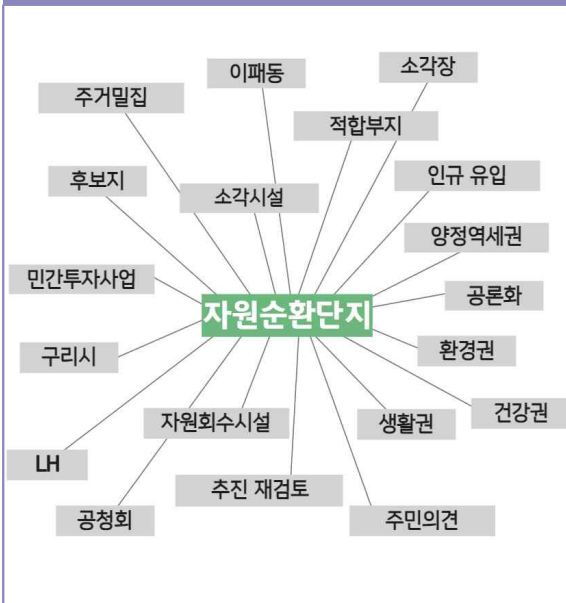 소각장
이패동
주거밀집
적합부지
인규 유입
후보지
소각시설
양정역세권
민간투자사업
공론화
자원순환단지
환경권
구리시
건강권
자원회수시설
생활권
LH
추진 재검토
공청회
주민의견